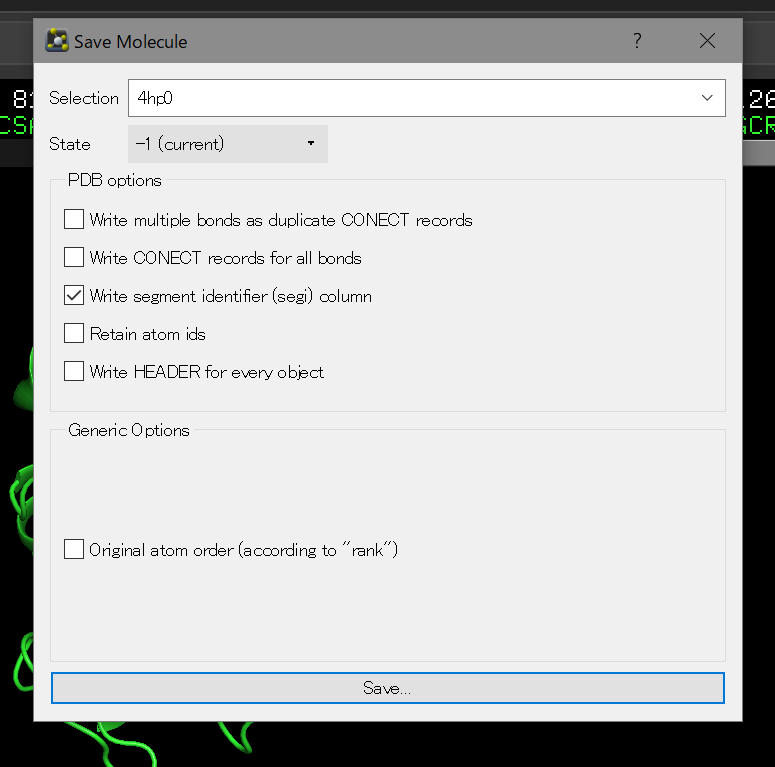 Save Molecule
Selection 4hp0
State -1 (current)
PDB options
Write multiple bonds as duplicate CONECT records
Write CONECT records for all bonds
Write segment identifier (segi) column
Retain atom ids
Write HEADER for every object
Generic Options
Original atom order (according to "rank")
Save...